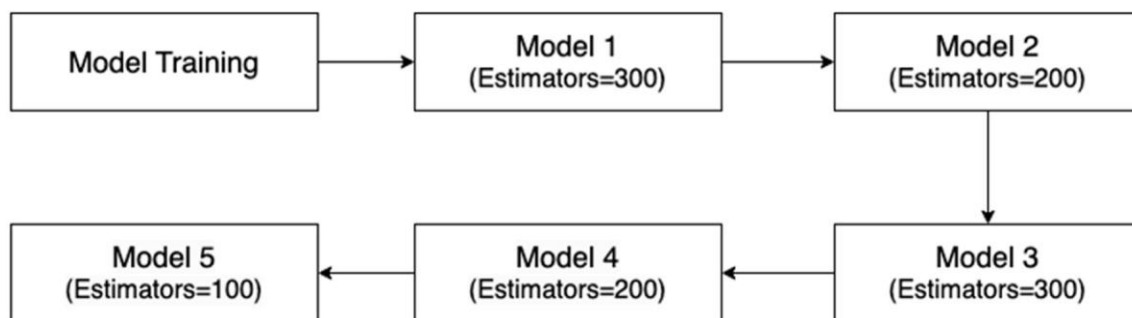 Model Training
Model 1
(Estimators=300)
Model 2
(Estimators=200)
Model 3
(Estimators=300)
Model 4
(Estimators=200)
Model 5
(Estimators=100)